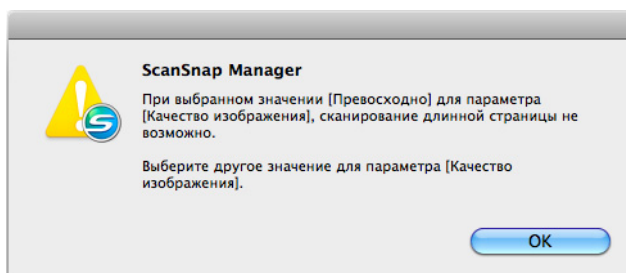 ScanSnap Manager
При выбранном значении [Превосходно] для параметра
[Качество изображения], сканирование длинной страницы не
возможно.
Выберите другое значение для параметра [Качество
изображения].
OK